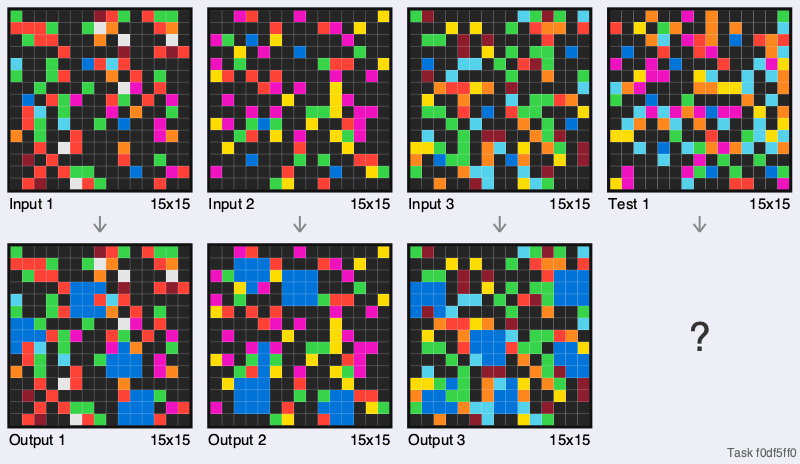 Input 1 15x15 Input 2 15x15 Input 3 15x15 Test 1 15x15
?
Output 1 15x15 Output 2 15x15 Output 3 15x15
Task f0df5ff0